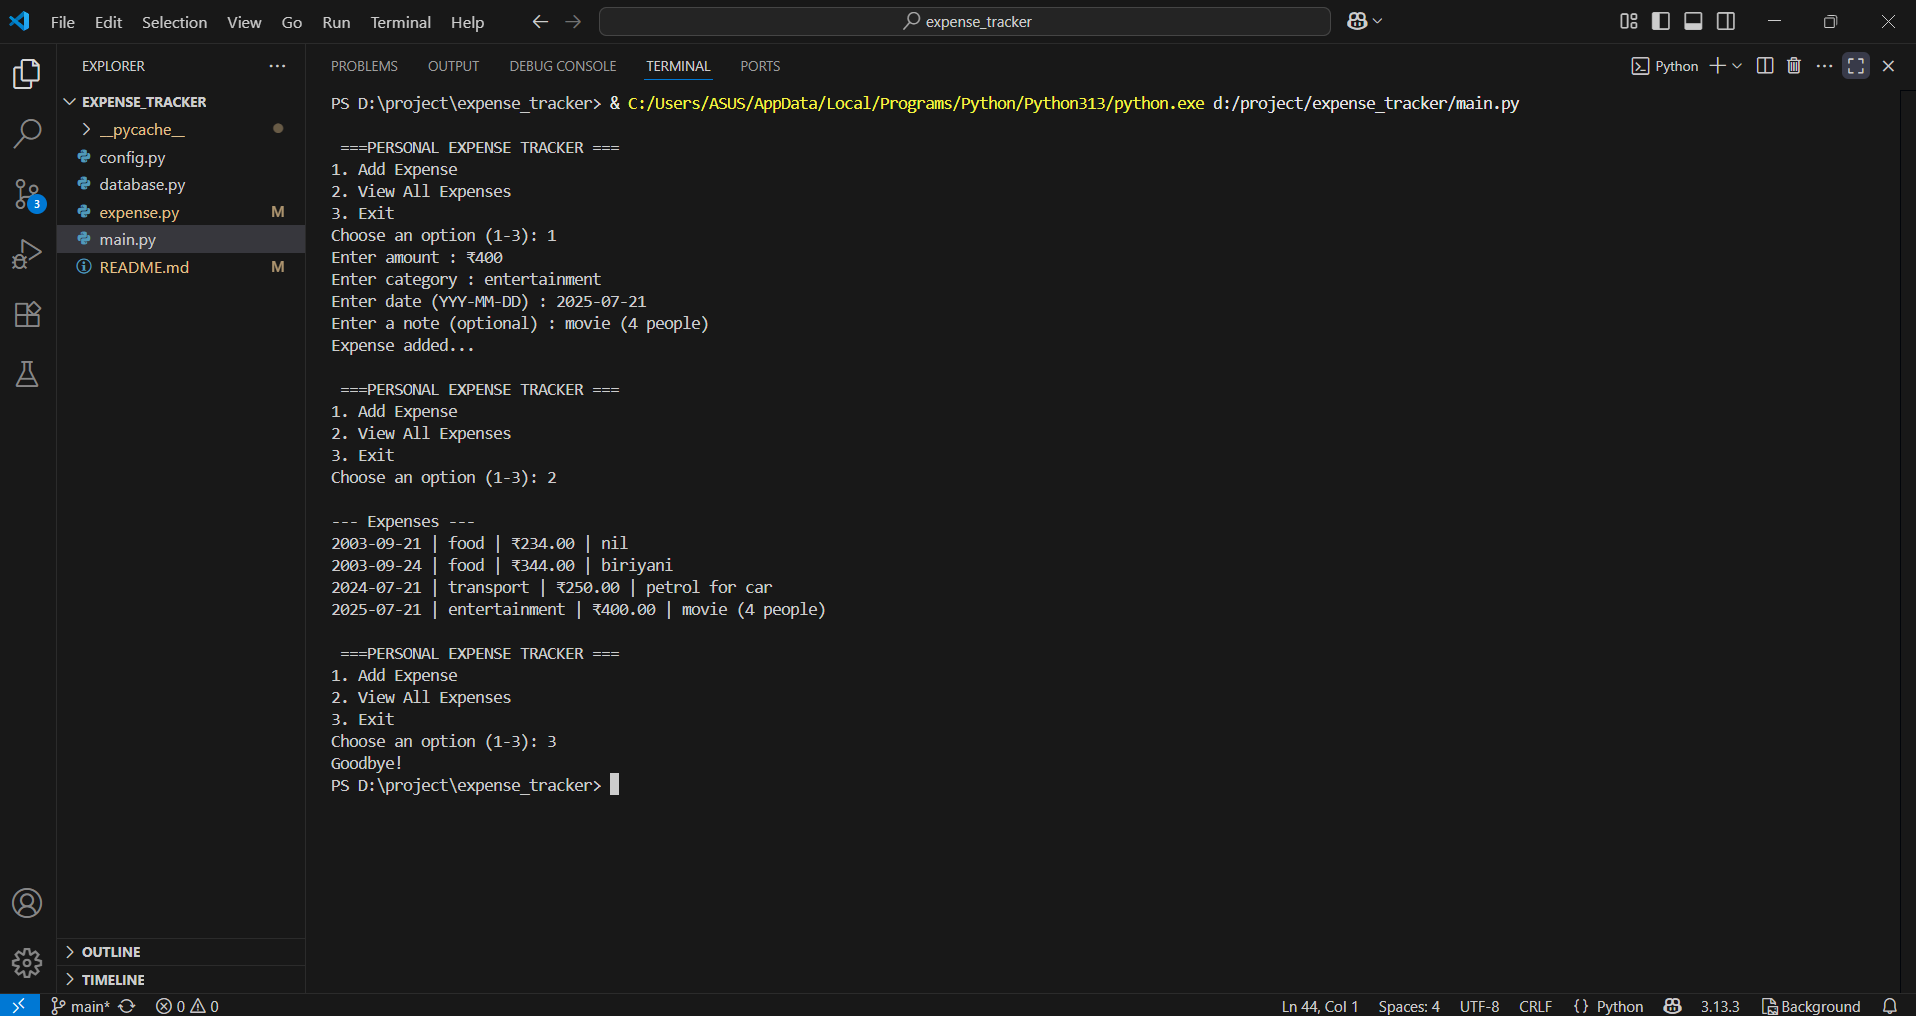 File Edit Selection View Go Run Terminal Help expense_tracker
EXPLORER
EXPENSE_TRACKER
__pycache__
config.py
database.py
expense.py M
main.py
README.md M
OUTLINE
TIMELINE
PROBLEMS OUTPUT DEBUG CONSOLE TERMINAL PORTS Python
PS D:\project\expense_tracker> & C:/Users/ASUS/AppData/Local/Programs/Python/Python313/python.exe d:/project/expense_tracker/main.py
===PERSONAL EXPENSE TRACKER ===
1. Add Expense
2. View All Expenses
3. Exit
Choose an option (1-3): 1
Enter amount : ₹400
Enter category : entertainment
Enter date (YYY-MM-DD) : 2025-07-21
Enter a note (optional) : movie (4 people)
Expense added...
===PERSONAL EXPENSE TRACKER ===
1. Add Expense
2. View All Expenses
3. Exit
Choose an option (1-3): 2
--- Expenses ---
2003-09-21 | food | ₹234.00 | nil
2003-09-24 | food | ₹344.00 | biriyani
2024-07-21 | transport | ₹250.00 | petrol for car
2025-07-21 | entertainment | ₹400.00 | movie (4 people)
===PERSONAL EXPENSE TRACKER ===
1. Add Expense
2. View All Expenses
3. Exit
Choose an option (1-3): 3
Goodbye!
PS D:\project\expense_tracker>
3
main* 0 0 Ln 44, Col 1 Spaces: 4 UTF-8 CRLF {} Python 3.13.3 Background